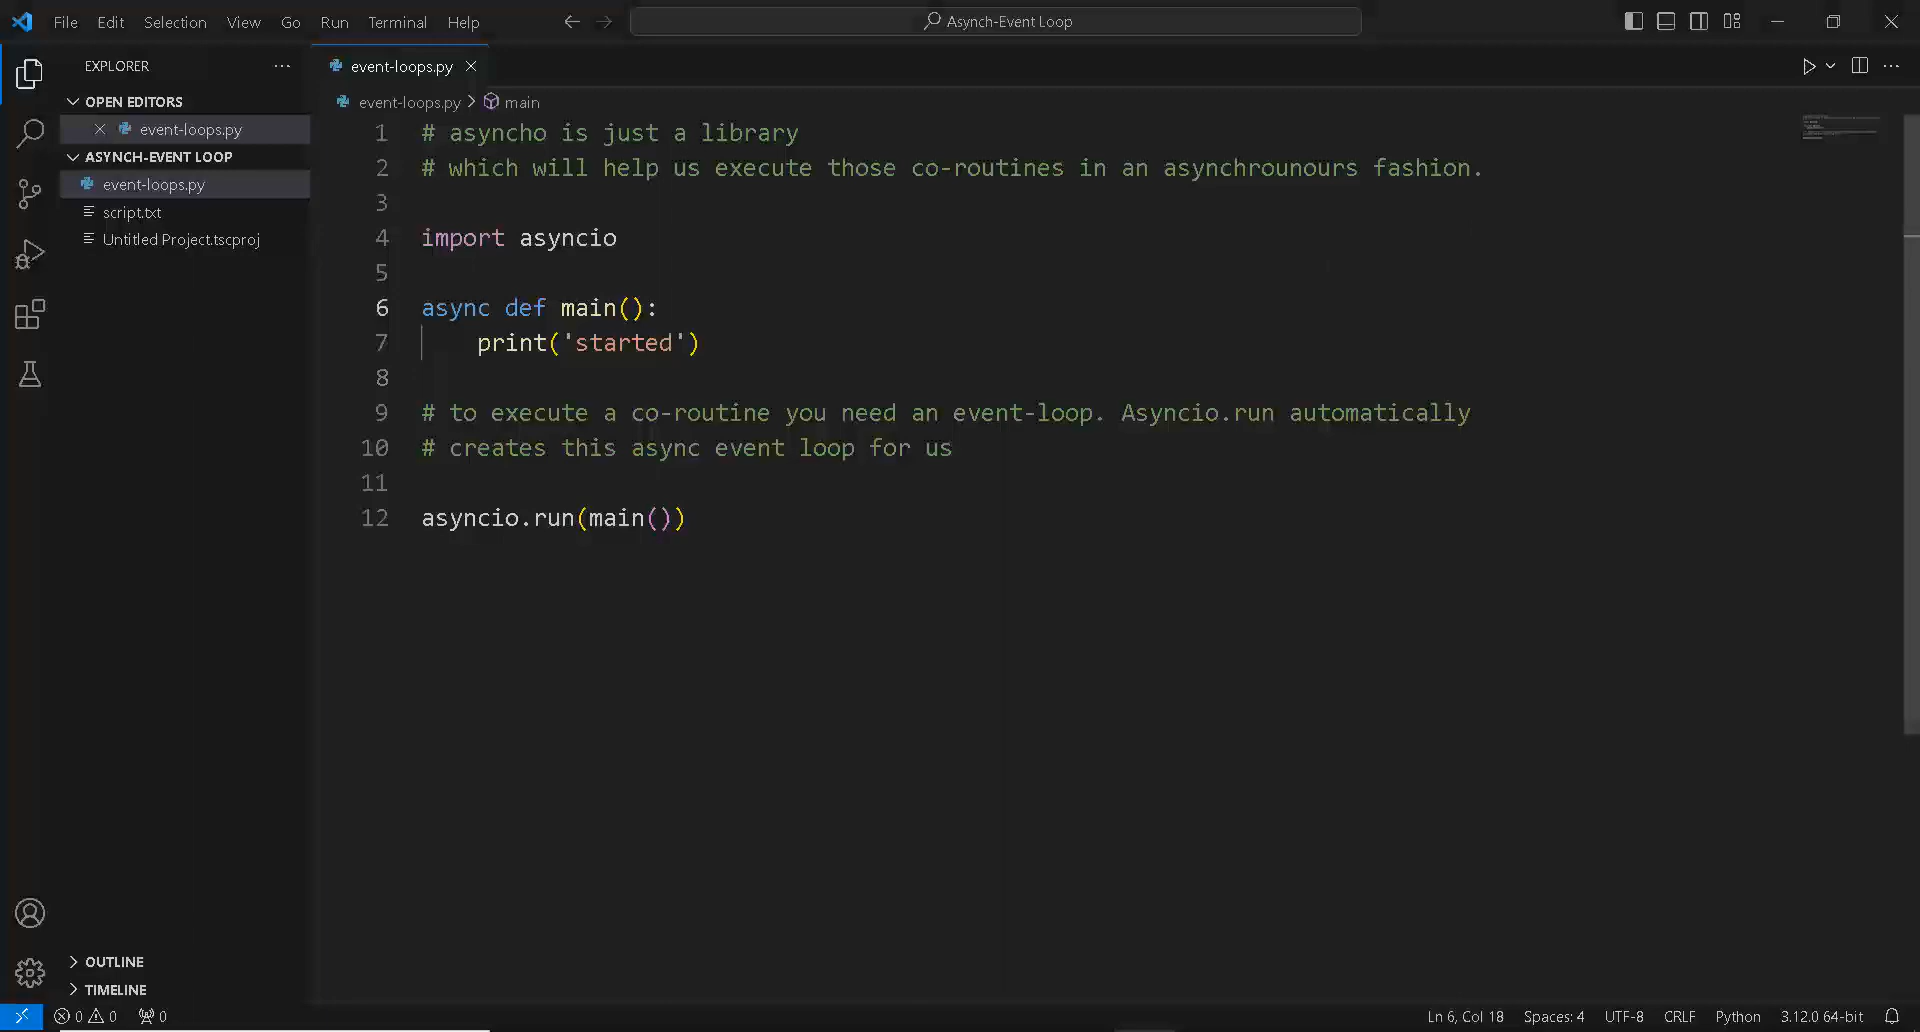 File Edit Selection View Go Run Terminal Help Asynch-Event Loop
EXPLORER
OPEN EDITORS
event-loops.py
ASYNCH-EVENT LOOP
event-loops.py
script.txt
Untitled Project.tscproj
OUTLINE
TIMELINE
event-loops.py
event-loops.py > main
1 # asyncho is just a library
2 # which will help us execute those co-routines in an asynchrounours fashion.
3
4 import asyncio
5
6 async def main():
7 print('started')
8
9 # to execute a co-routine you need an event-loop. Asyncio.run automatically
10 # creates this async event loop for us
11
12 asyncio.run(main())
0 0 0 Ln 6, Col 18 Spaces: 4 UTF-8 CRLF Python 3.12.0 64-bit